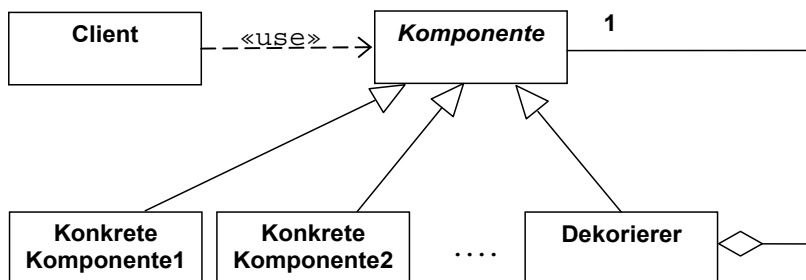 Client
«use»
Komponente
1
Konkrete
Komponente1
Konkrete
Komponente2
....
Dekorierer